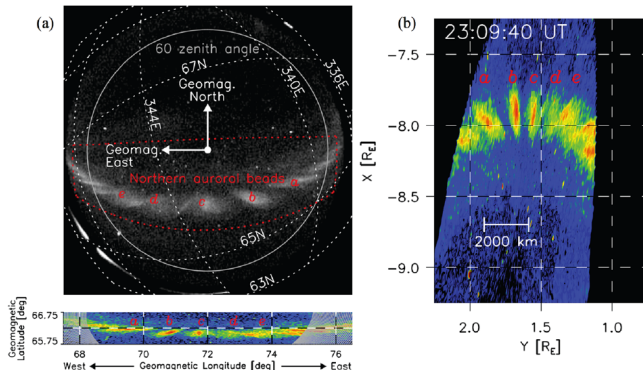 (a)
60 zenith angle
67N
340E
336E
344E
Geomag.
North
Geomag.
East
Northern auroral beads
a
d
c
b
65N
63N
Geomagnetic
Latitude [deg]
66.75
65.75
a
b
c
d
e
68
70
72
74
76
West
Geomagnetic Longitude [deg]
East
(b)
23:09:40 UT
-7.5
a
b
c
d
e
-8.0
X [RE]
-8.5
2000 km
-9.0
2.0
1.5
1.0
Y [RE]